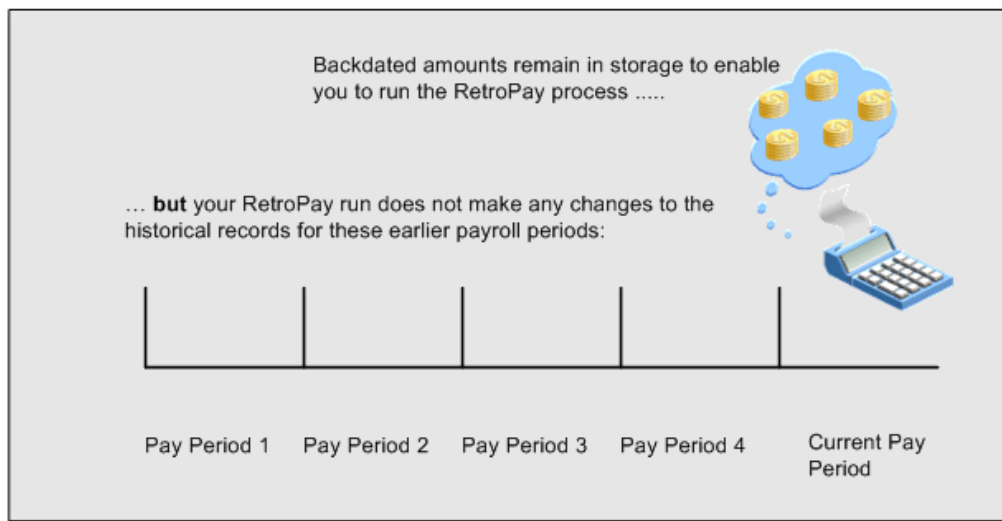 Backdated amounts remain in storage to enable
you to run the RetroPay process .....
... but your RetroPay run does not make any changes to the
historical records for these earlier payroll periods:
Pay Period 1
Pay Period 2
Pay Period 3
Pay Period 4
Current Pay
Period